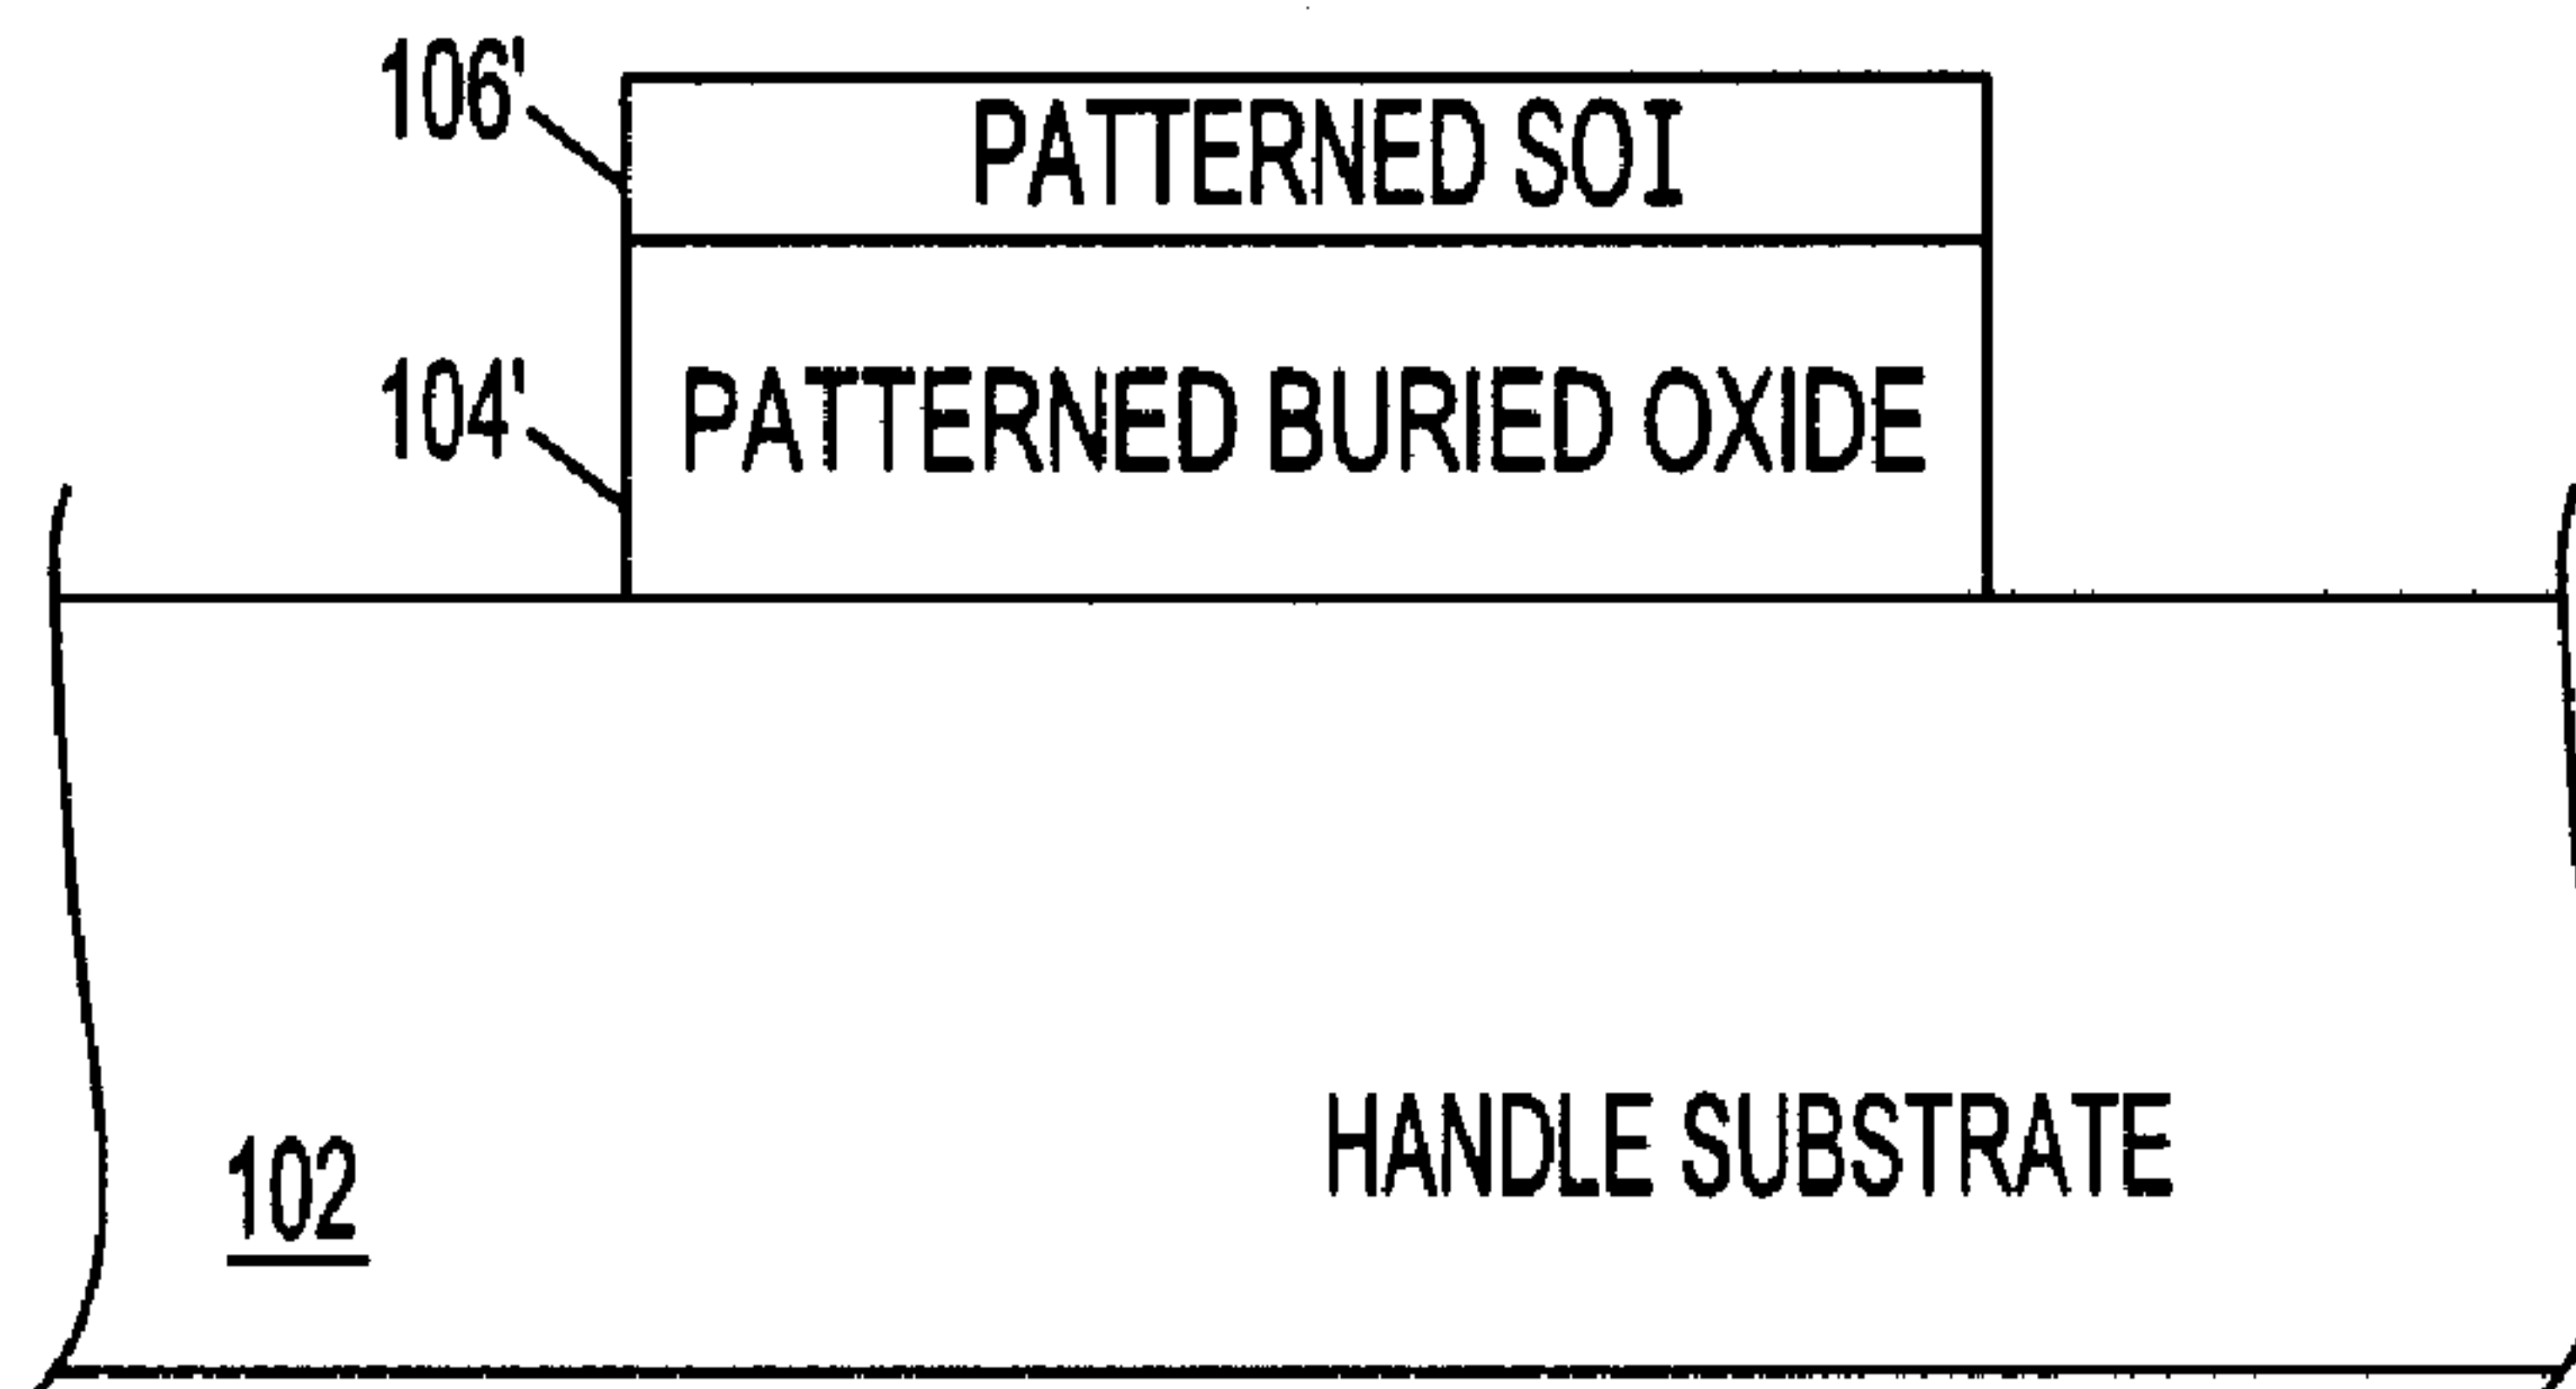 106'
PATTERNED SOI
104'
PATTERNED BURIED OXIDE
HANDLE SUBSTRATE
102